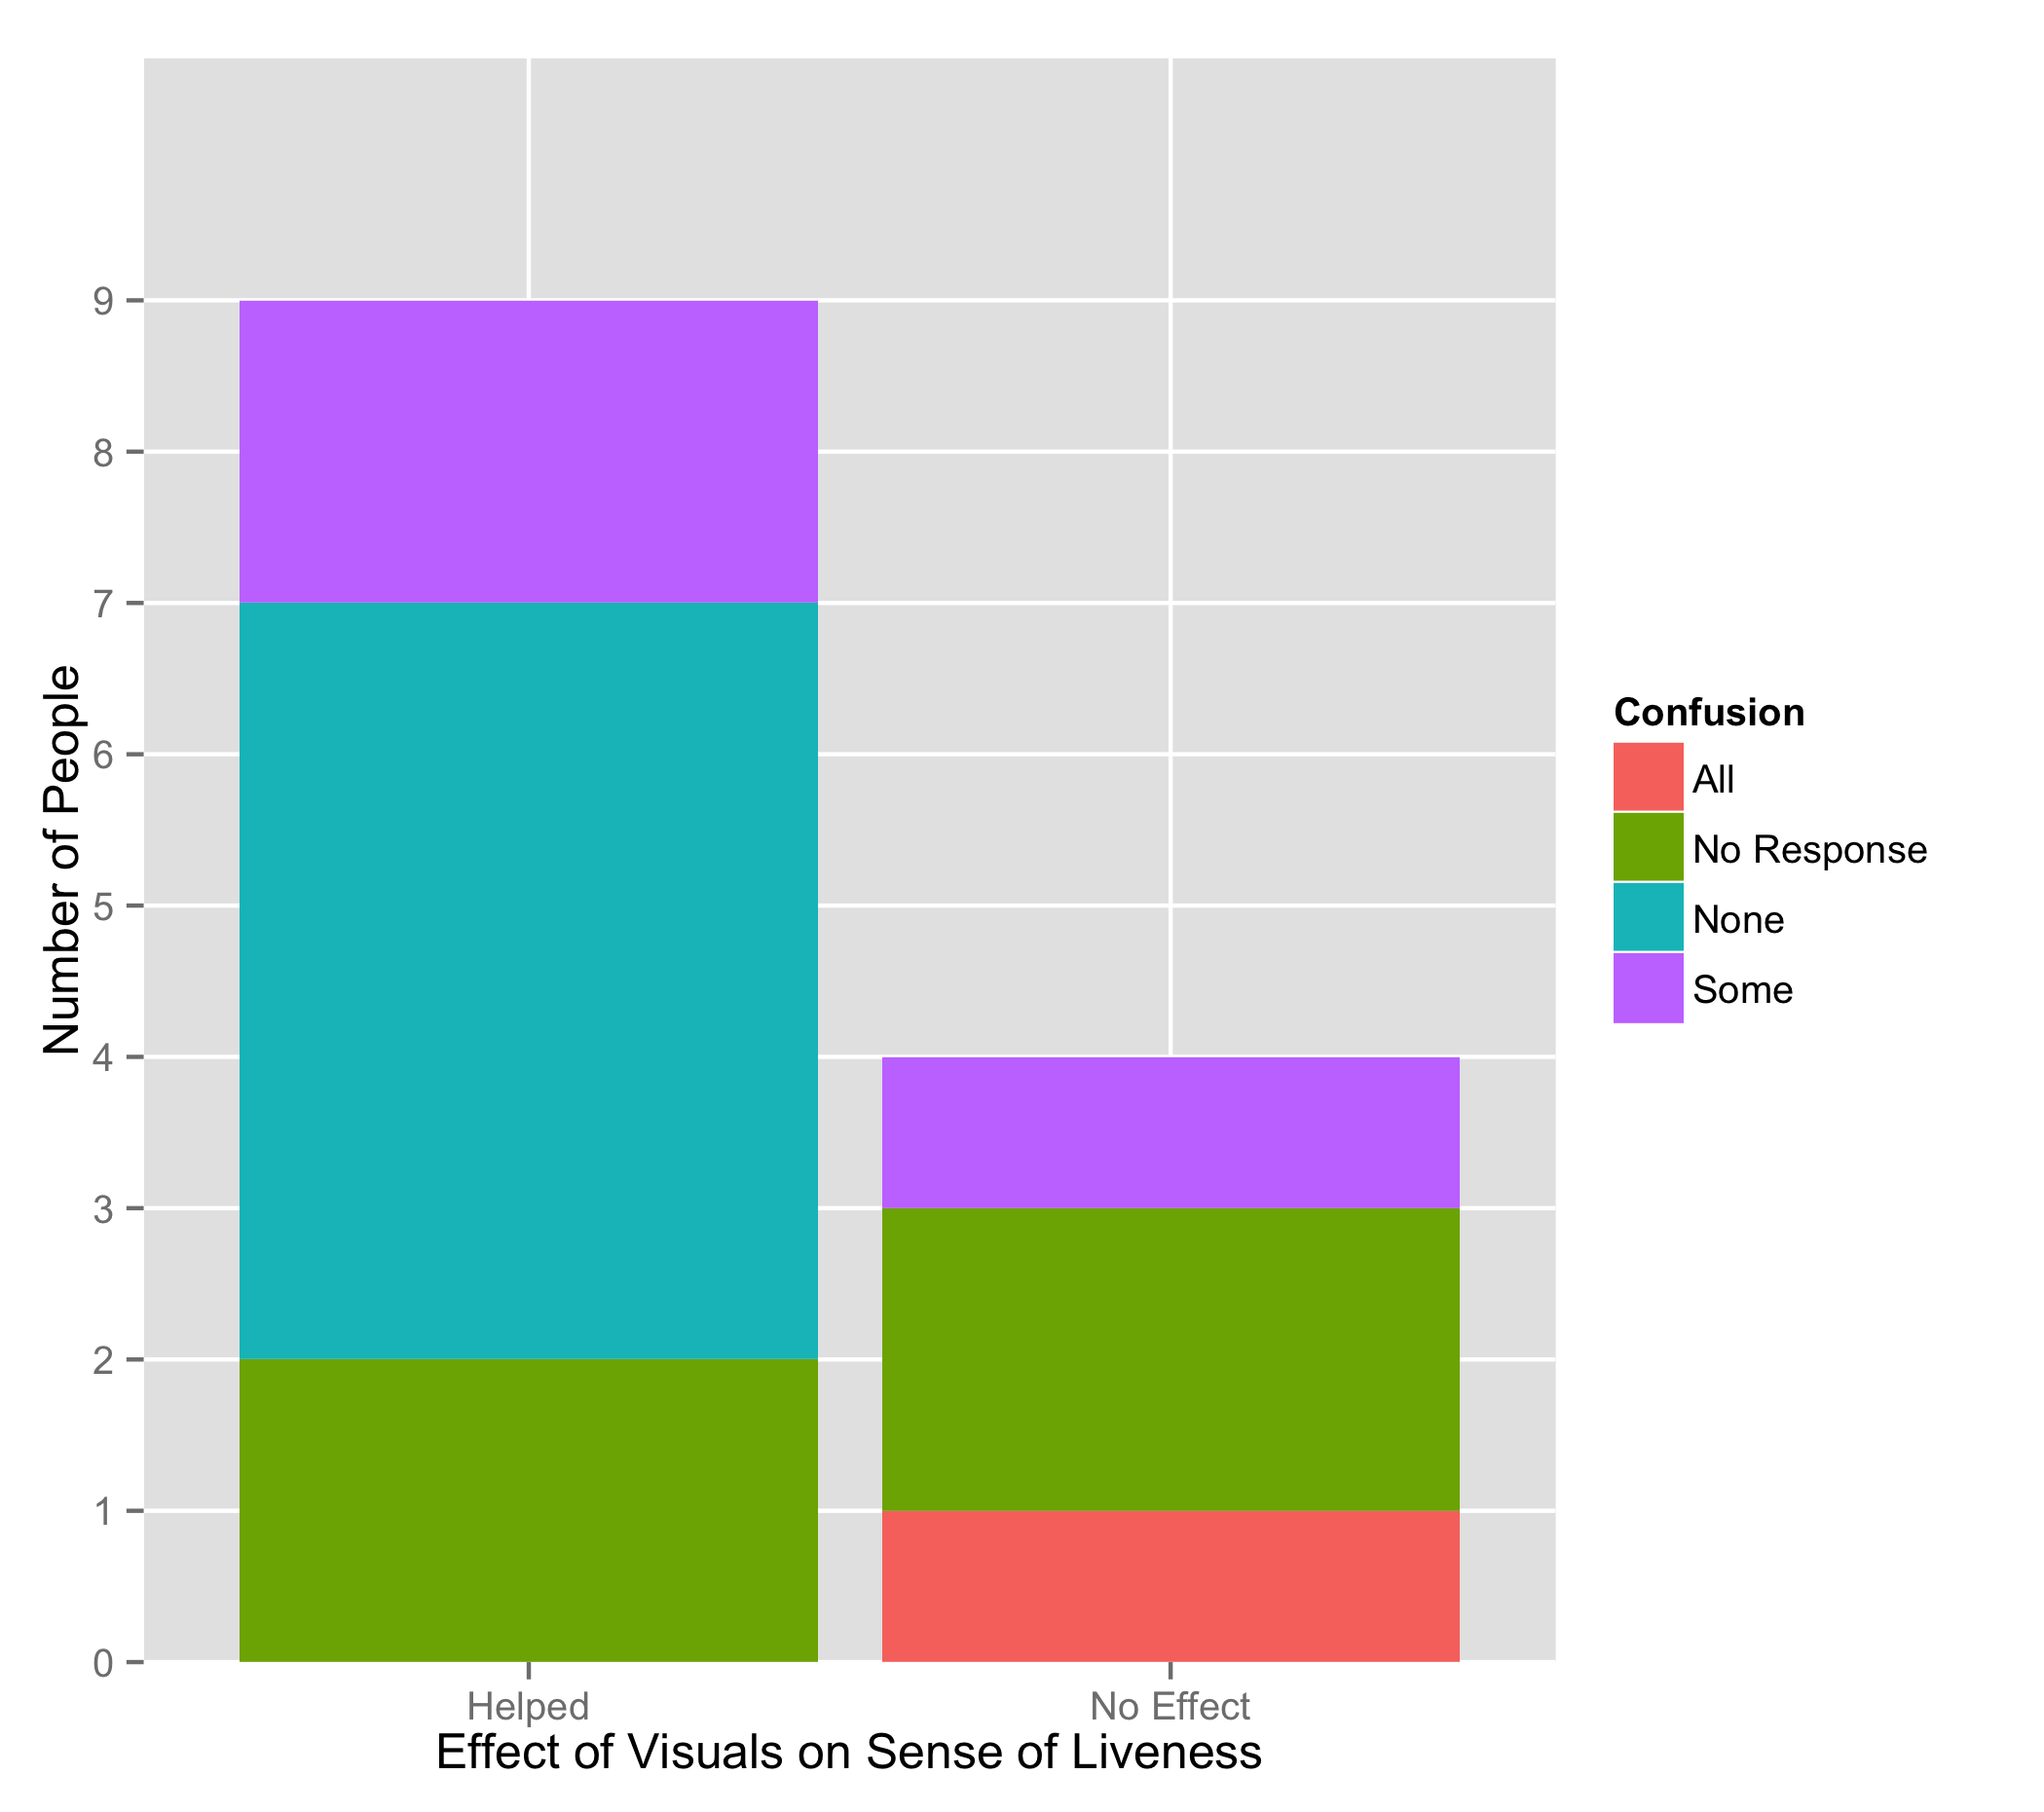 Number of People
9
8
7
6
5
4
3
2
1
0
Helped
No Effect
Effect of Visuals on Sense of Liveness
Confusion
All
No Response
None
Some